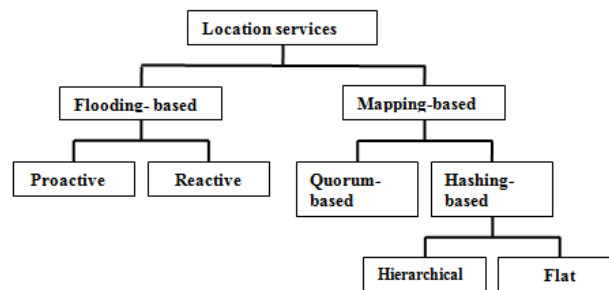 Location services
Flooding- based
Mapping-based
Proactive
Reactive
Quorum-
based
Hashing-
based
Hierarchical
Flat